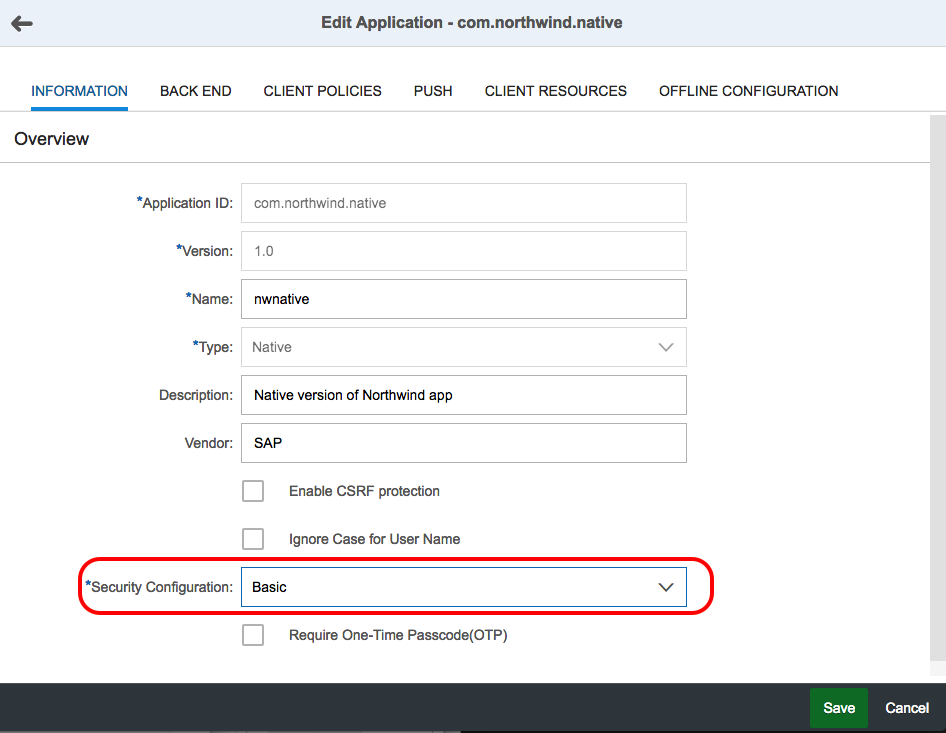 Edit Application - com.northwind.native
INFORMATION BACK END CLIENT POLICIES PUSH CLIENT RESOURCES OFFLINE CONFIGURATION
Overview
*Application ID: com.northwind.native
*Version: 1.0
*Name: nwnative
*Type: Native
Description: Native version of Northwind app
Vendor: SAP
Enable CSRF protection
Ignore Case for User Name
*Security Configuration: Basic
Require One-Time Passcode(OTP)
Save Cancel